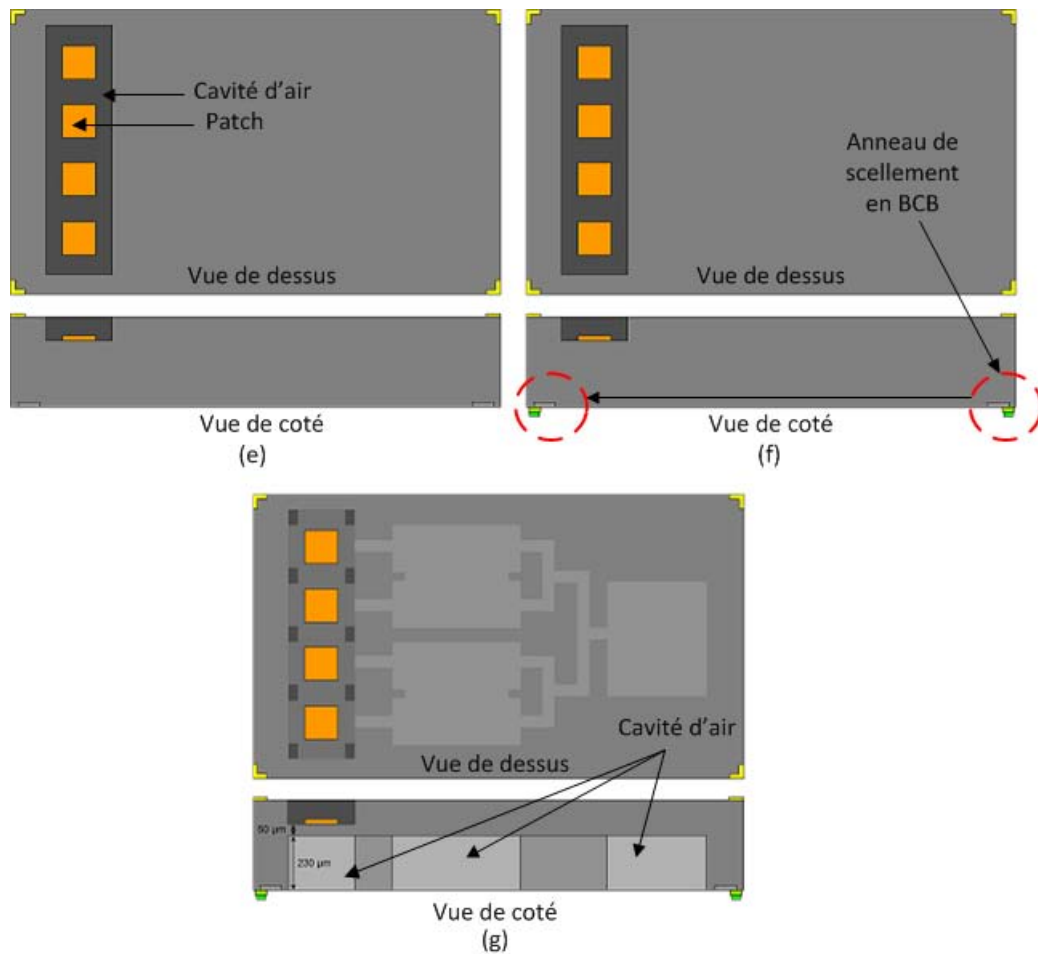 Cavité d'air
Patch
Vue de dessus
Vue de coté
(e)
Anneau de
scellement
en BCB
Vue de dessus
Vue de coté
(f)
Cavité d'air
Vue de dessus
50 µm
230 µm
Vue de coté
(g)